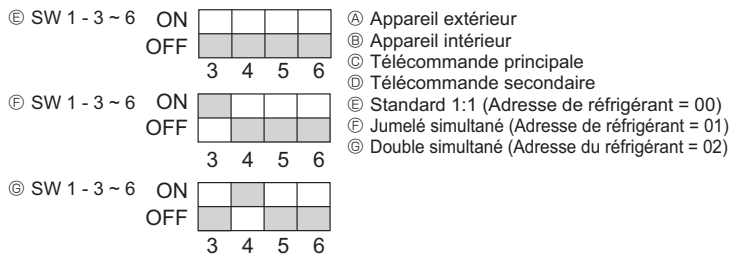 Ⓔ SW 1 - 3 ~ 6 ON
OFF
3 4 5 6
Ⓕ SW 1 - 3 ~ 6 ON
OFF
3 4 5 6
Ⓖ SW 1 - 3 ~ 6 ON
OFF
3 4 5 6
Ⓐ Appareil extérieur
Ⓑ Appareil intérieur
Ⓒ Télécommande principale
Ⓓ Télécommande secondaire
Ⓔ Standard 1:1 (Adresse de réfrigérant = 00)
Ⓕ Jumelé simultané (Adresse de réfrigérant = 01)
Ⓖ Double simultané (Adresse du réfrigérant = 02)